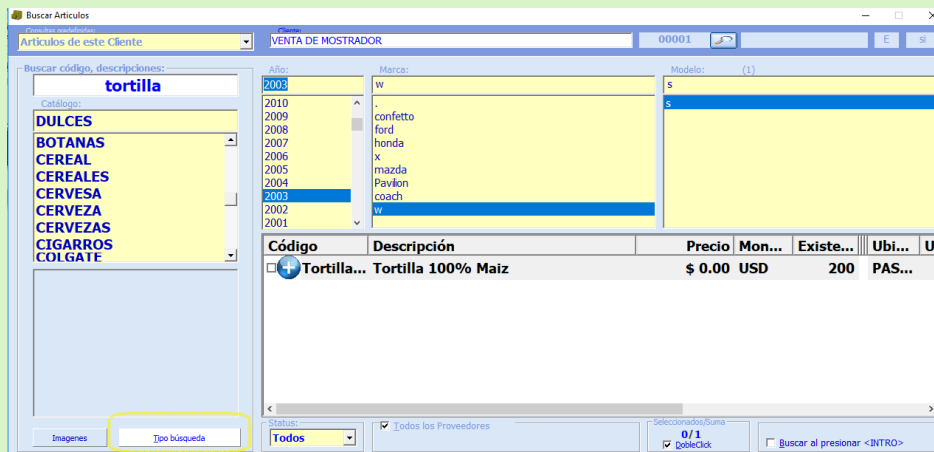 Buscar Articulos
Consultas predefinidas:
Cliente:
Articulos de este Cliente
VENTA DE MOSTRADOR
00001
E
si
Buscar código, descripciones:
tortilla
Catálogo:
DULCES
BOTANAS
CEREAL
CEREALES
CERVESA
CERVEZA
CERVEZAS
CIGARROS
COLGATE
Año:
2003
2010
2009
2008
2007
2006
2005
2004
2003
2002
2001
Marca:
w
.
confetto
ford
honda
x
mazda
Pavilion
coach
w
Modelo: (1)
s
s
Código Descripción Precio Mon... Existe... Ubi... U
Tortilla... Tortilla 100% Maiz $ 0.00 USD 200 PAS...
Imagenes
Tipo búsqueda
Status:
Todos
Todos los Proveedores
Seleccionados/Suma
0/1
DobleClick
Buscar al presionar <INTRO>